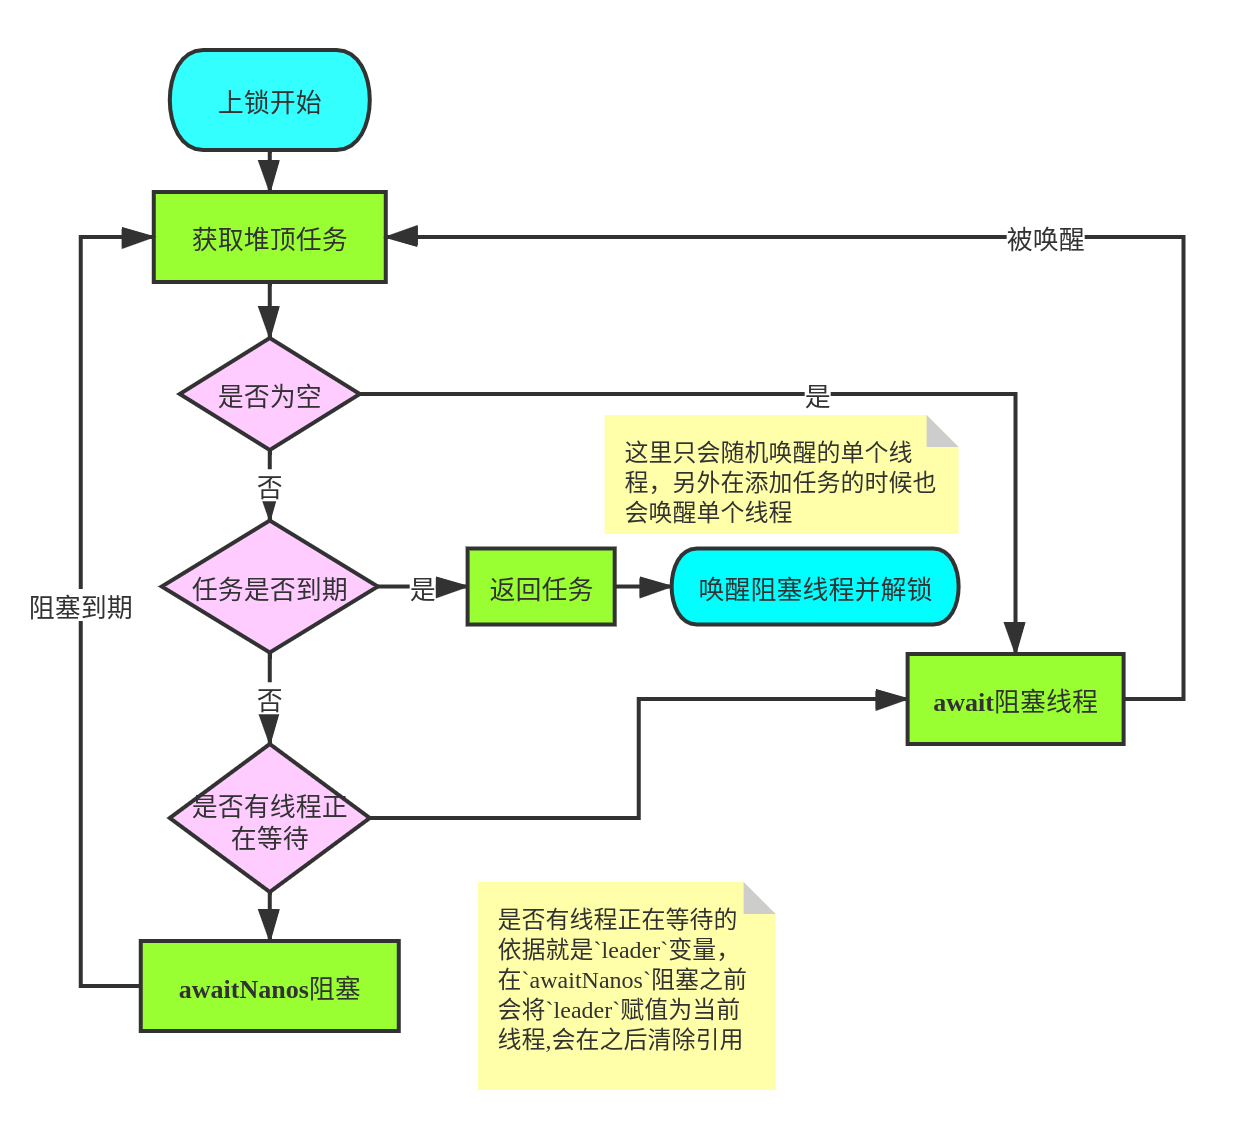 上锁开始
获取堆顶任务
被唤醒
是否为空
是
这里只会随机唤醒的单个线
程，另外在添加任务的时候也
会唤醒单个线程
否
任务是否到期
是
返回任务
唤醒阻塞线程并解锁
阻塞到期
否
await阻塞线程
是否有线程正
在等待
是否有线程正在等待的
依据就是`leader`变量，
在`awaitNanos`阻塞之前
会将`leader`赋值为当前
线程,会在之后清除引用
awaitNanos阻塞